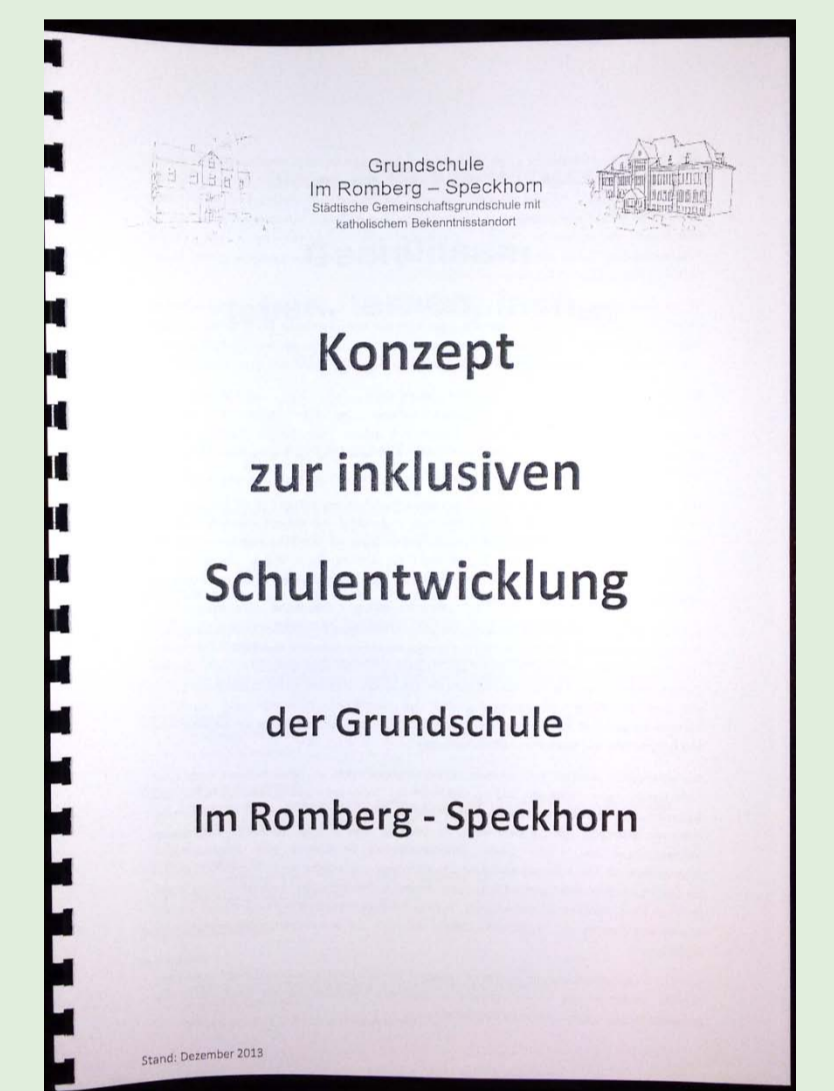 Grundschule
Im Romberg – Speckhorn
Städtische Gemeinschaftsgrundschule mit
katholischem Bekenntnisstandort
Konzept
zur inklusiven
Schulentwicklung
der Grundschule
Im Romberg - Speckhorn
Stand: Dezember 2013